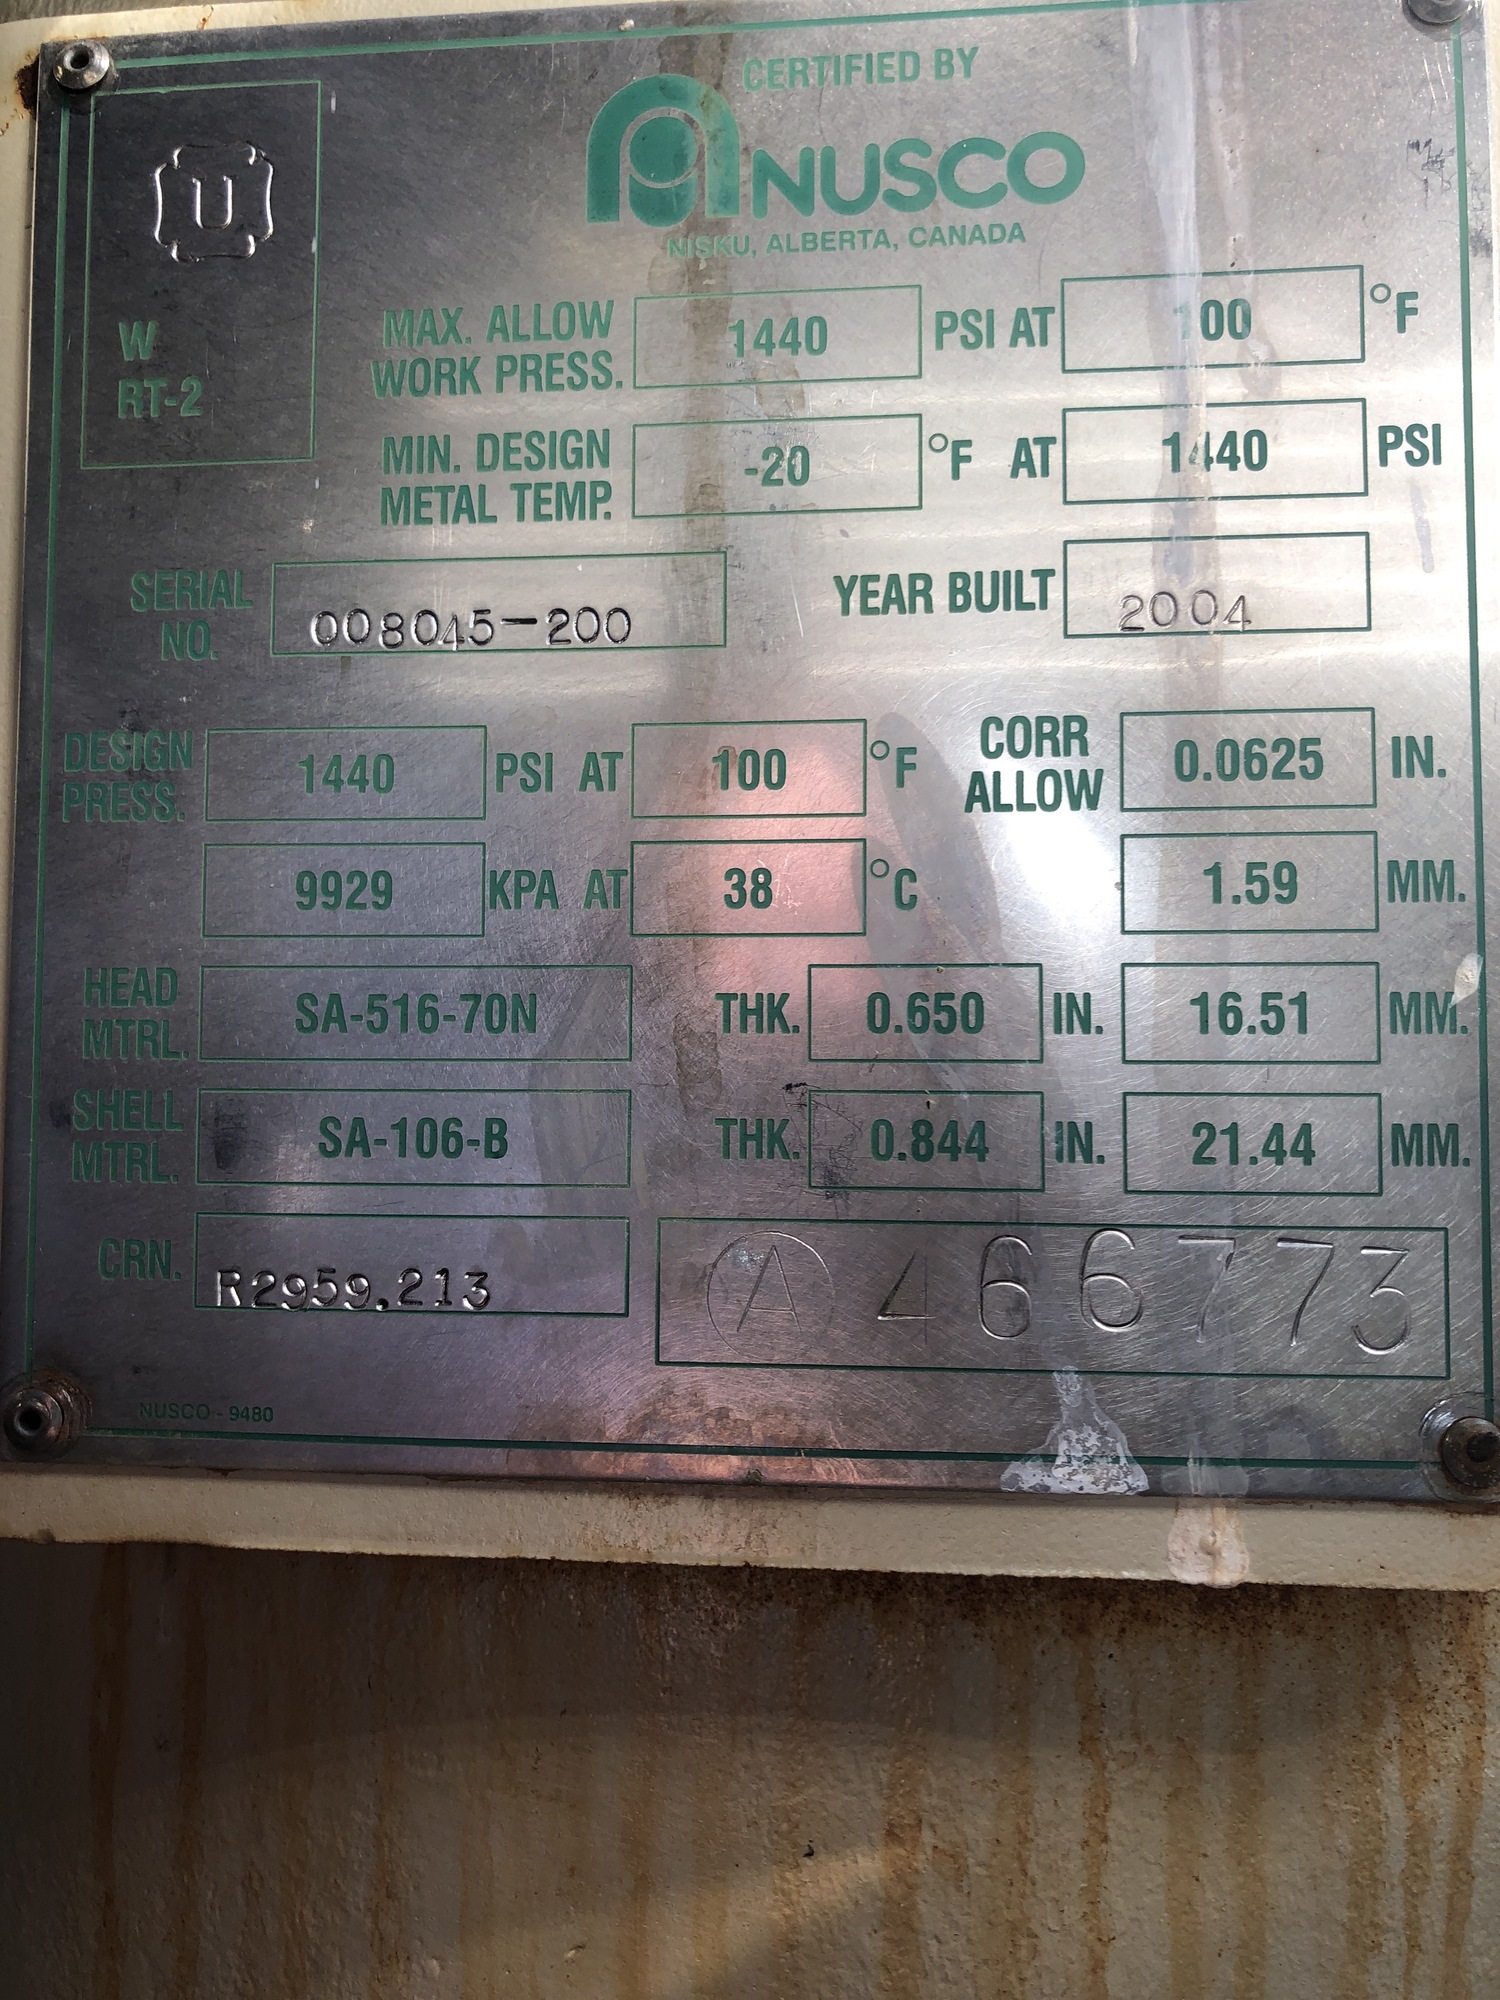 CERTIFIED BY
NUSCO
NISKU, ALBERTA, CANADA
U
W
RT-2
MAX. ALLOW WORK PRESS. 1440 PSI AT 100 °F
MIN. DESIGN METAL TEMP. -20 °F AT 1440 PSI
SERIAL NO. 008045-200 YEAR BUILT 2004
DESIGN PRESS. 1440 PSI AT 100 °F CORR ALLOW 0.0625 IN.
9929 KPA AT 38 °C 1.59 MM.
HEAD MTRL. SA-516-70N THK. 0.650 IN. 16.51 MM.
SHELL MTRL. SA-106-B THK. 0.844 IN. 21.44 MM.
CRN. R2959.213 A 466773
NUSCO - 9480